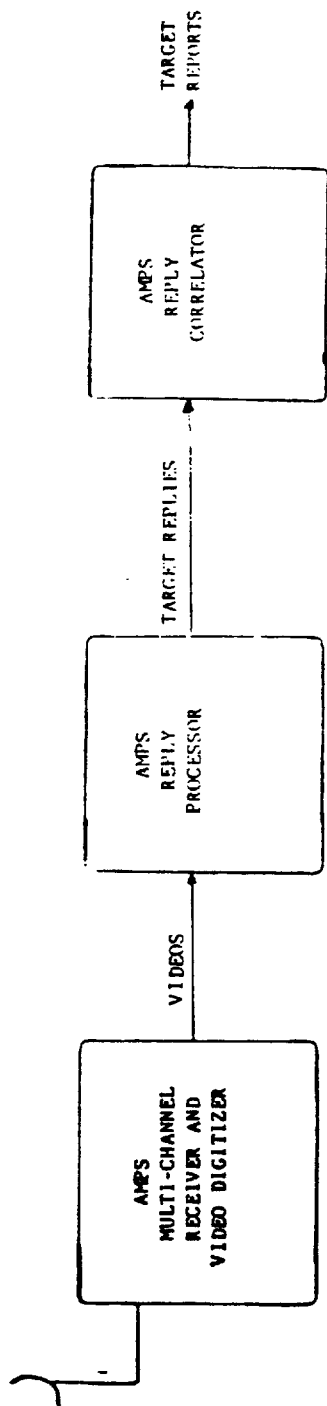 AMPS
MULTI-CHANNEL
RECEIVER AND
VIDEO DIGITIZER
VIDEOS
AMPS
REPLY
PROCESSOR
TARGET REPLIES
AMPS
REPLY
CORRELATOR
TARGET
REPORTS